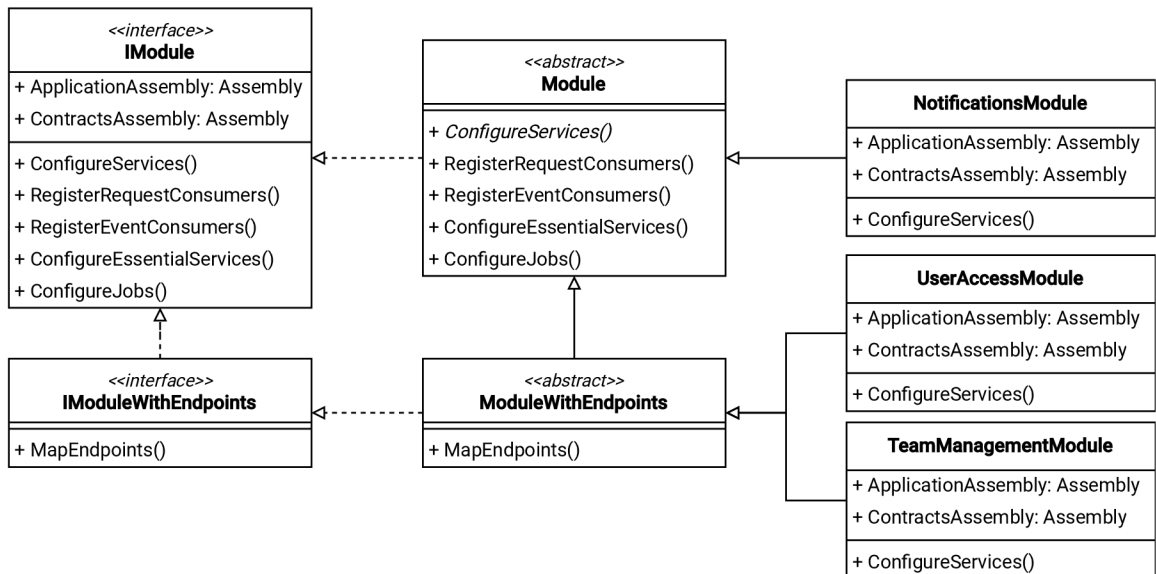 <<interface>>
IModule
+ ApplicationAssembly: Assembly
+ ContractsAssembly: Assembly
+ ConfigureServices()
+ RegisterRequestConsumers()
+ RegisterEventConsumers()
+ ConfigureEssentialServices()
+ ConfigureJobs()
<<abstract>>
Module
+ ConfigureServices()
+ RegisterRequestConsumers()
+ RegisterEventConsumers()
+ ConfigureEssentialServices()
+ ConfigureJobs()
NotificationsModule
+ ApplicationAssembly: Assembly
+ ContractsAssembly: Assembly
+ ConfigureServices()
<<interface>>
IModuleWithEndpoints
+ MapEndpoints()
<<abstract>>
ModuleWithEndpoints
+ MapEndpoints()
UserAccessModule
+ ApplicationAssembly: Assembly
+ ContractsAssembly: Assembly
+ ConfigureServices()
TeamManagementModule
+ ApplicationAssembly: Assembly
+ ContractsAssembly: Assembly
+ ConfigureServices()